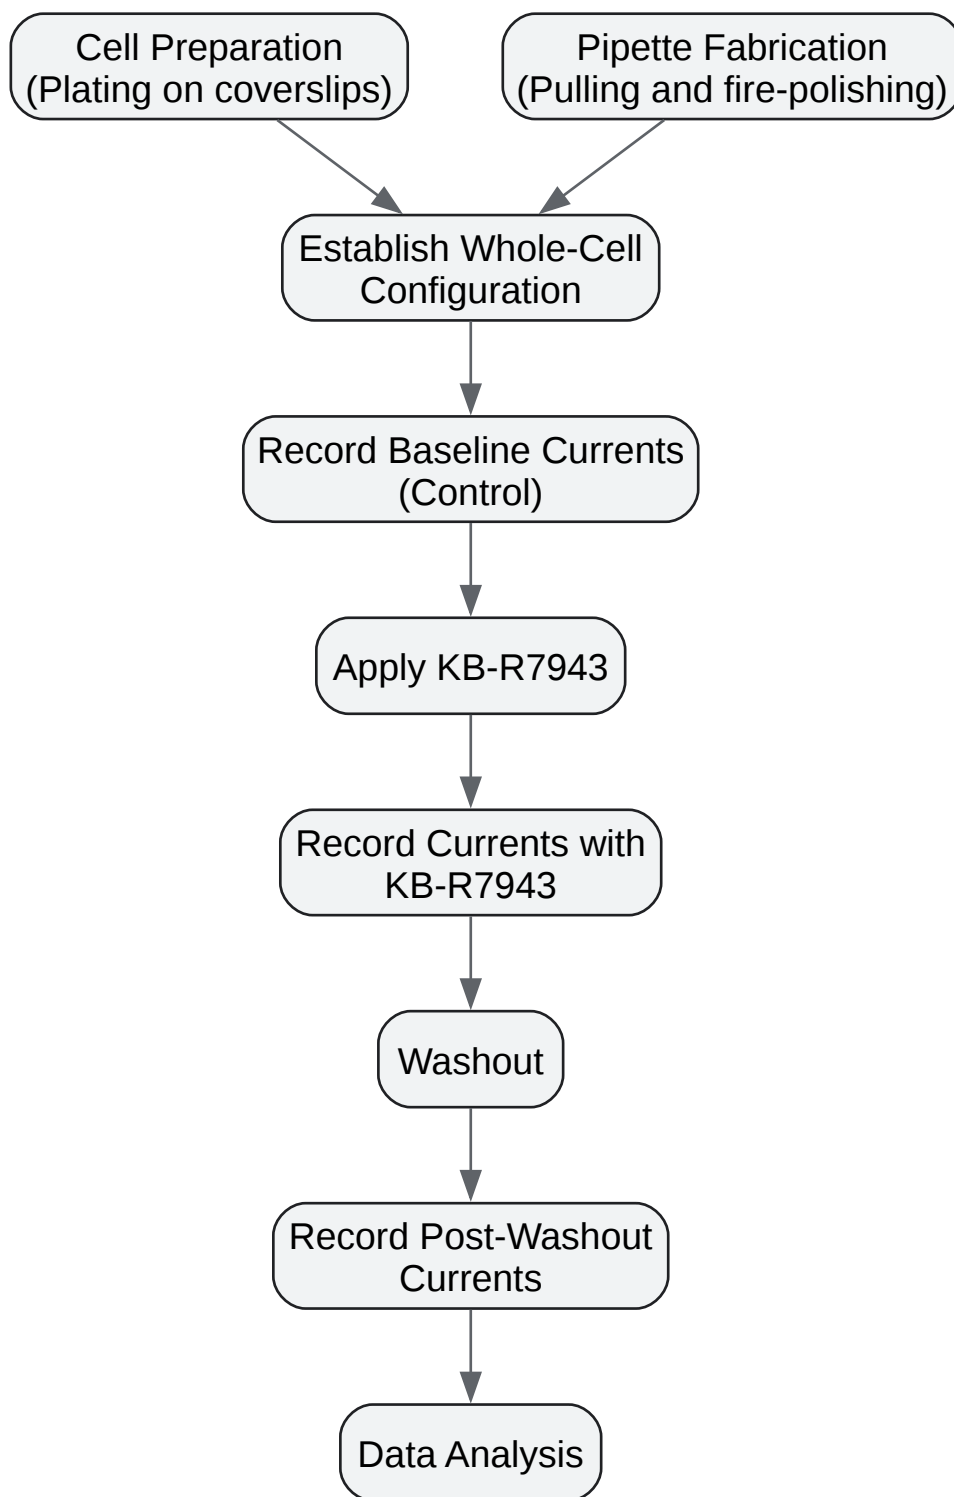 Cell Preparation
(Plating on coverslips)
Pipette Fabrication
(Pulling and fire-polishing)
Establish Whole-Cell
Configuration
Record Baseline Currents
(Control)
Apply KB-R7943
Record Currents with
KB-R7943
Washout
Record Post-Washout
Currents
Data Analysis